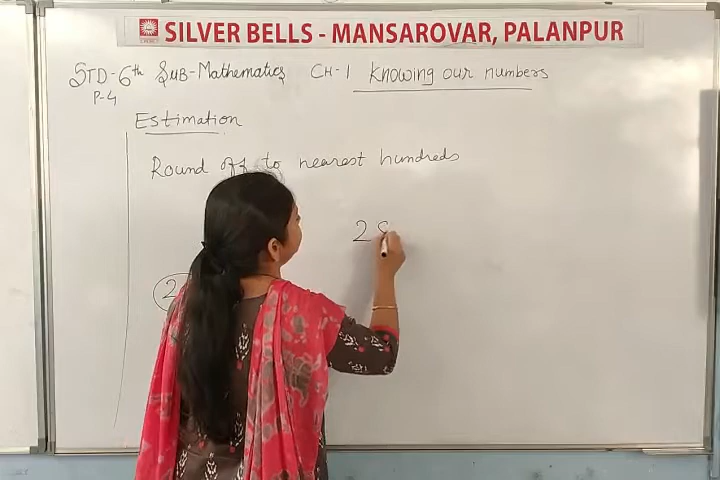 SILVER BELLS - MANSAROVAR, PALANPUR
STD-6th SUB-Mathematics CH-1 Knowing our numbers
P-4
Estimation
Round off to nearest hundreds
2
2